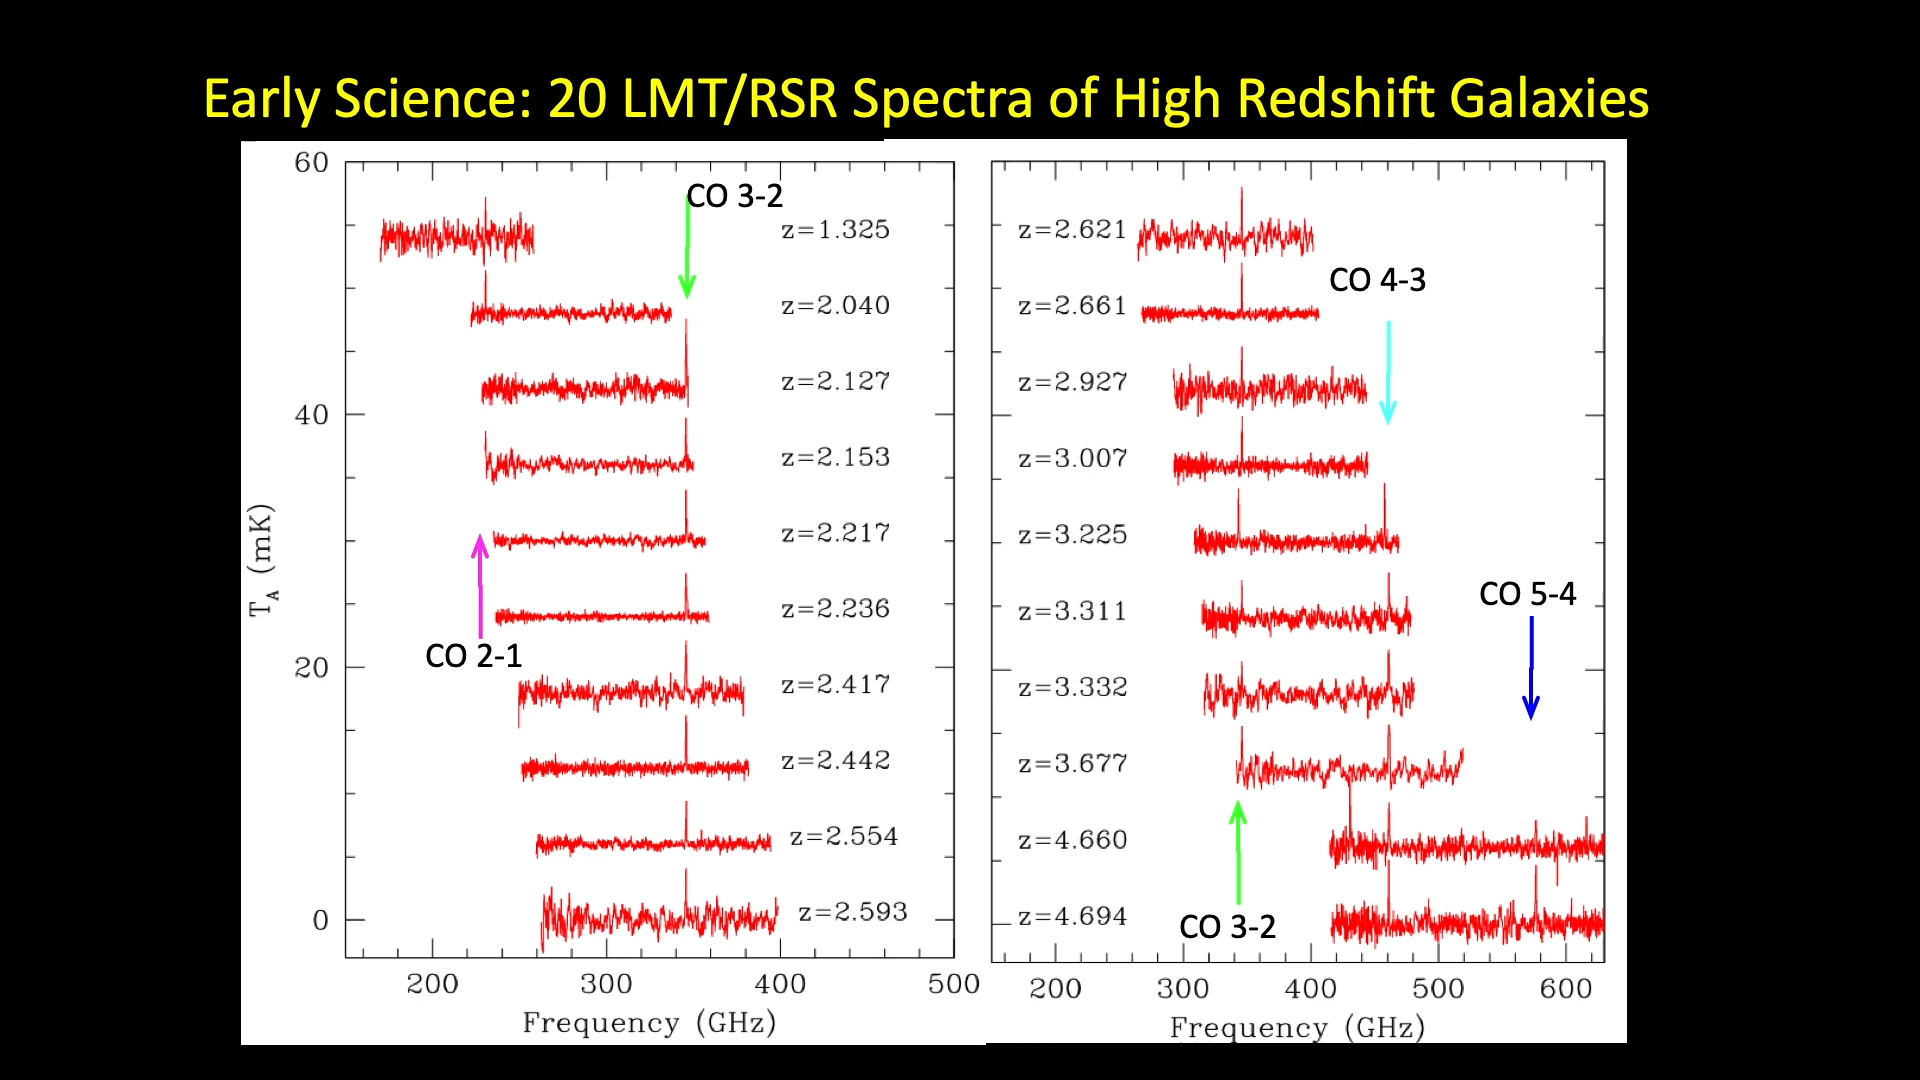 Early Science: 20 LMT/RSR Spectra of High Redshift Galaxies
60
40
20
0
T_A (mK)
CO 3-2
z=1.325
z=2.040
z=2.127
z=2.153
z=2.217
z=2.236
CO 2-1
z=2.417
z=2.442
z=2.554
z=2.593
200 300 400 500
Frequency (GHz)
z=2.621
CO 4-3
z=2.661
z=2.927
z=3.007
z=3.225
CO 5-4
z=3.311
z=3.332
z=3.677
z=4.660
z=4.694
CO 3-2
200 300 400 500 600
Frequency (GHz)